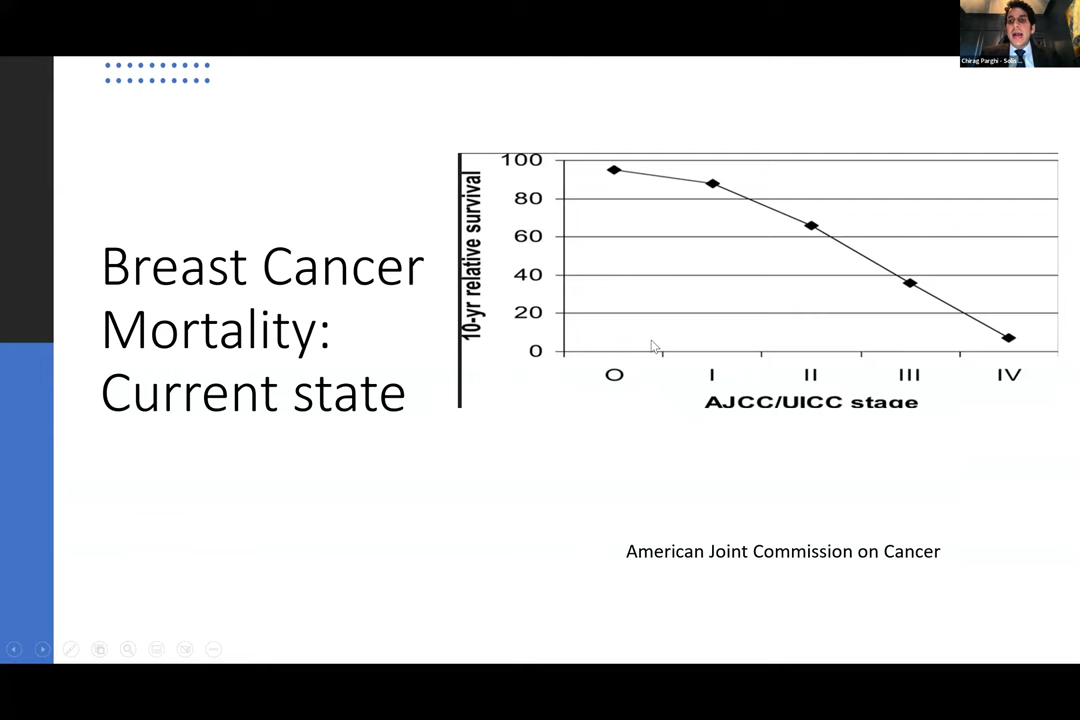 Chirag Parghi - Solis ...
Breast Cancer
Mortality:
Current state
10-yr relative survival
100
80
60
40
20
0
O I II III IV
AJCC/UICC stage
American Joint Commission on Cancer